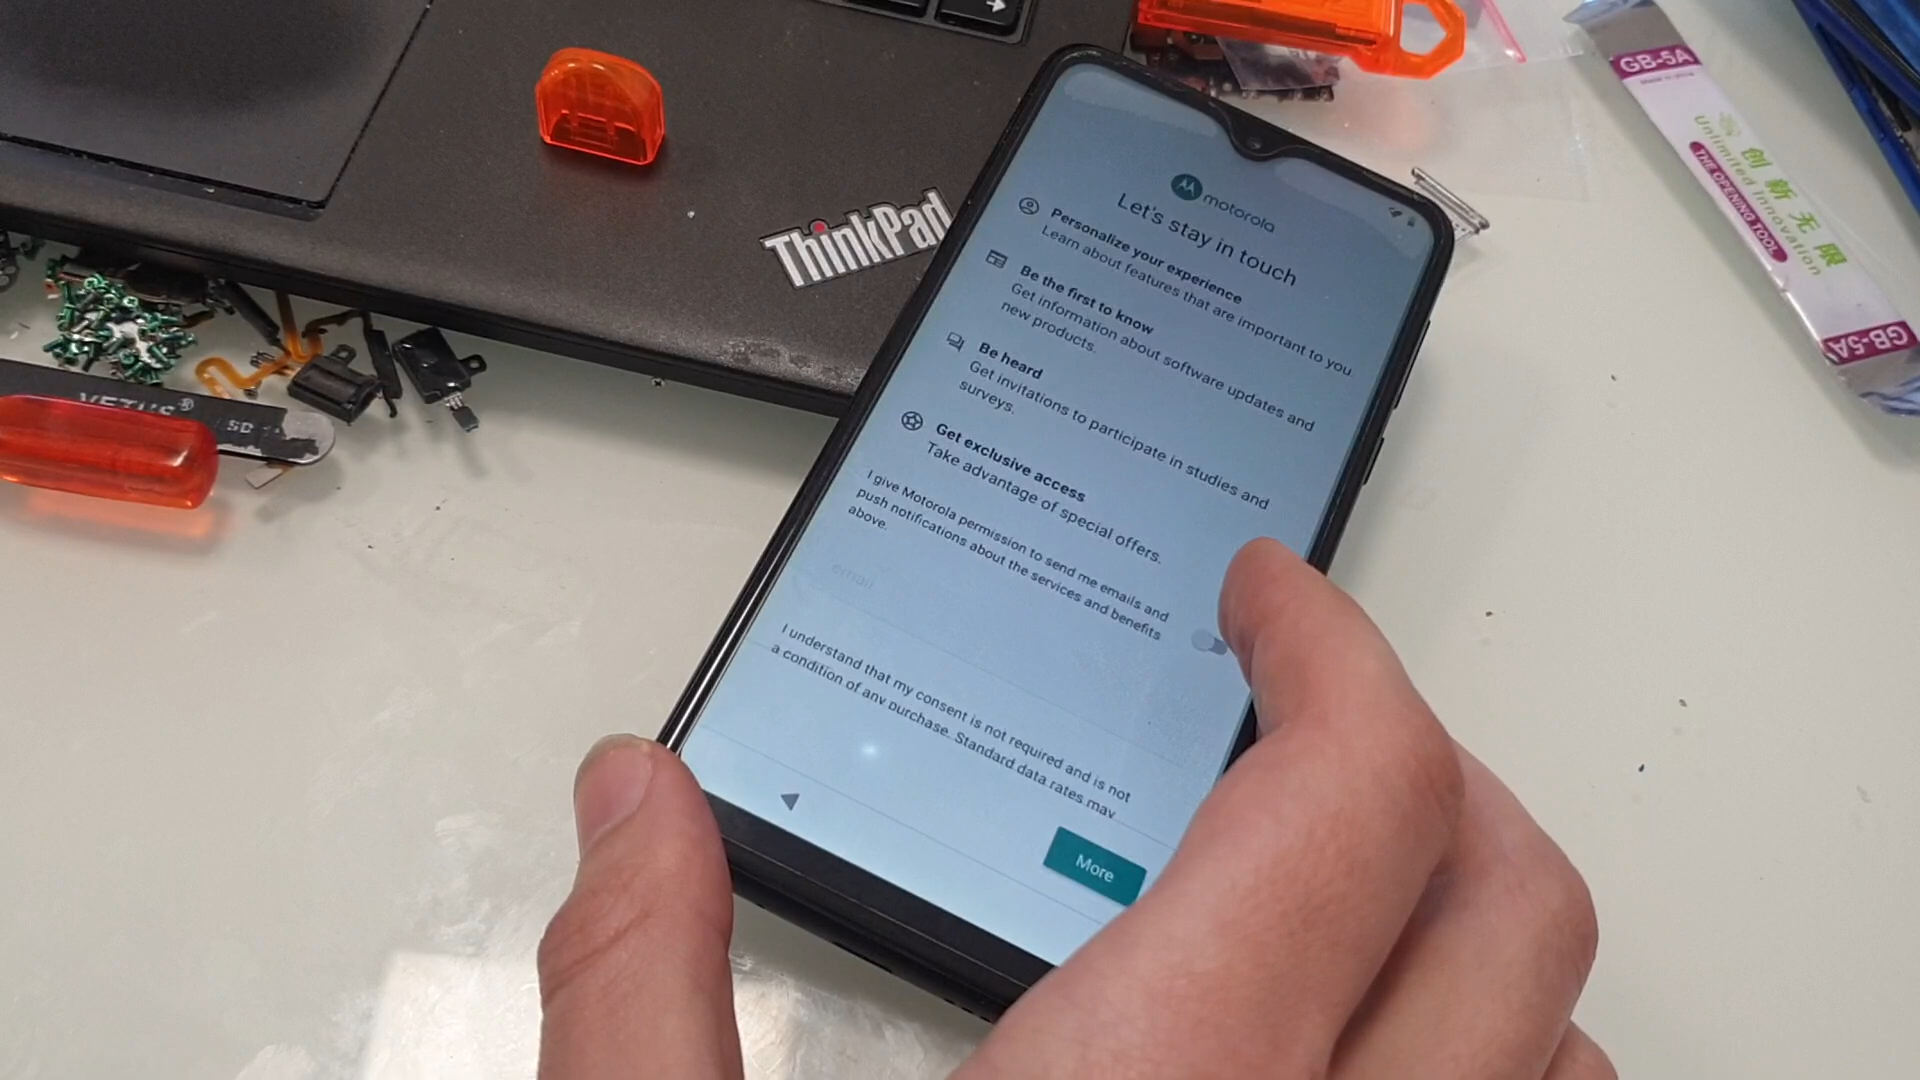 ThinkPad
motorola
Let's stay in touch
Personalize your experience
Learn about features that are important to you.
Be the first to know
Get information about software updates and
new products.
Be heard
Get invitations to participate in studies and
surveys.
Get exclusive access
Take advantage of special offers.
I give Motorola permission to send me emails and
push notifications about the services and benefits
above.
email
I understand that my consent is not required and is not
a condition of any purchase. Standard data rates may
More
GB-5A
创新无限
Unlimited innovation
THE OPENING TOOL
GB-5A